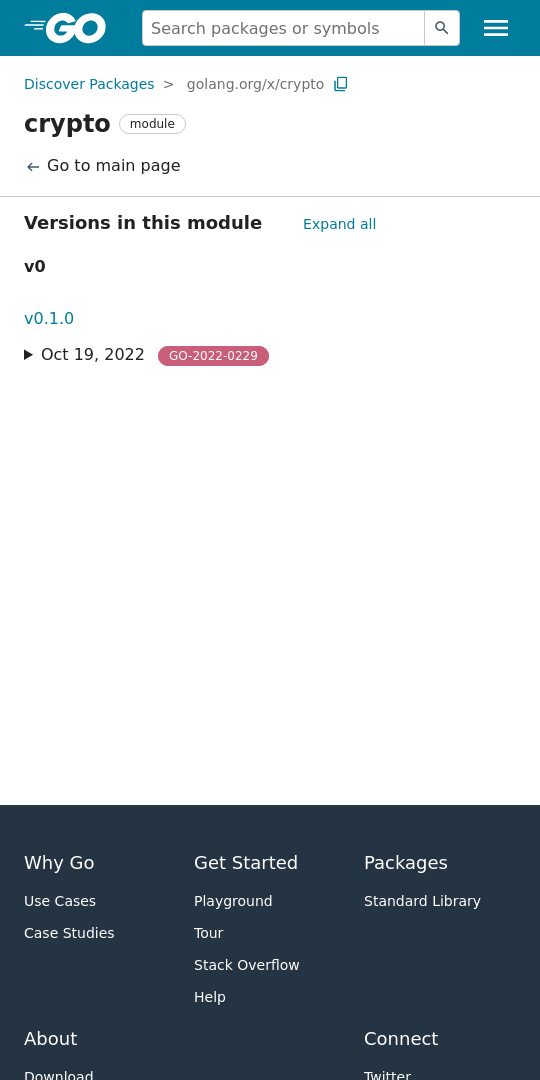 GO
Search packages or symbols
Discover Packages > golang.org/x/crypto
crypto module
← Go to main page
Versions in this module Expand all
v0
v0.1.0
▶ Oct 19, 2022 GO-2022-0229
Why Go Get Started Packages
Use Cases Playground Standard Library
Case Studies Tour
Stack Overflow
Help
About Connect
Download Twitter